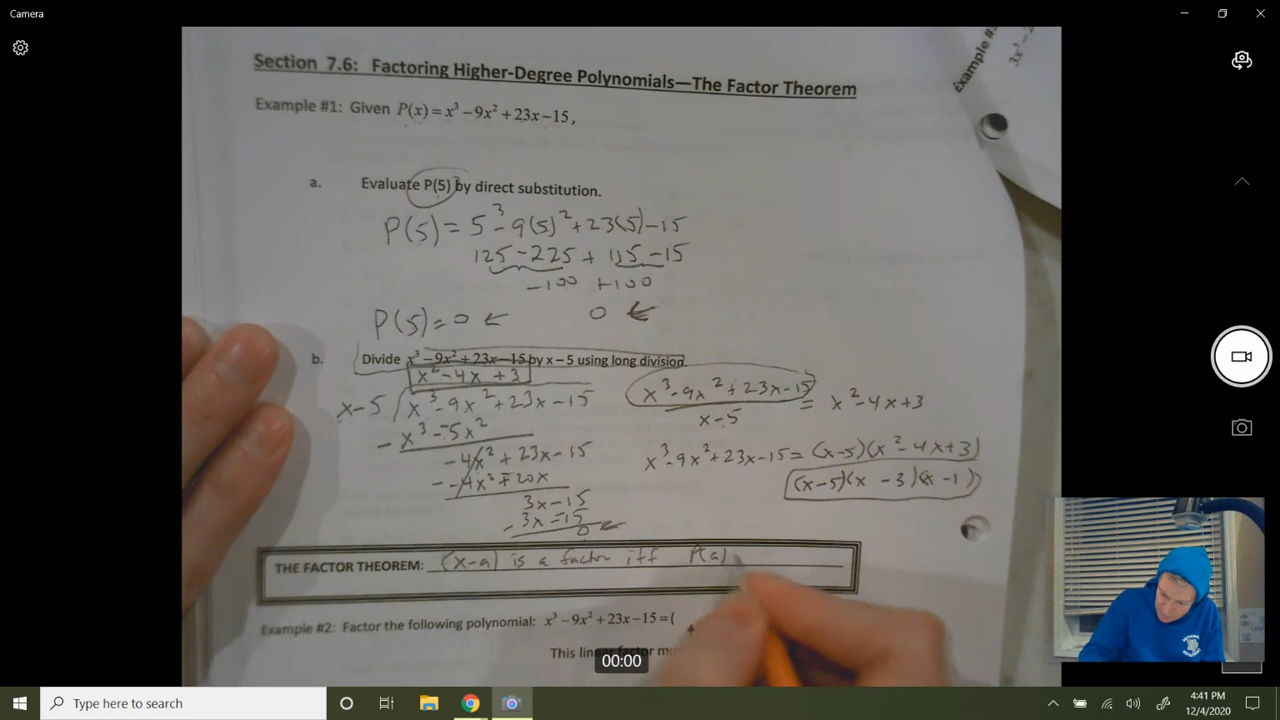 Camera
Section 7.6: Factoring Higher-Degree Polynomials—The Factor Theorem
Example #
3x³ - 2
Example #1: Given P(x) = x³ − 9x² + 23x − 15,
a. Evaluate P(5) by direct substitution.
P(5) = 5³ - 9(5)² + 23(5) - 15
125 - 225 + 115 - 15
-100 +100
P(5) = 0 ← 0 ←
b. Divide x³ − 9x² + 23x − 15 by x − 5 using long division.
x² - 4x + 3
x-5 ) x³ - 9x² + 23x - 15
- x³ - 5x²
-4x² + 23x - 15
- -4x² + 20x
3x - 15
- 3x - 15
0 ←
x³ - 9x² + 23x - 15 = x² - 4x + 3
x-5
x³ - 9x² + 23x - 15 = (x-5)(x² - 4x + 3)
(x-5)(x - 3)(x - 1)
THE FACTOR THEOREM: (x-a) is a factor iff P(a)
Example #2: Factor the following polynomial: x³ − 9x² + 23x − 15 = (
This linear factor
00:00
Type here to search
4:41 PM
12/4/2020